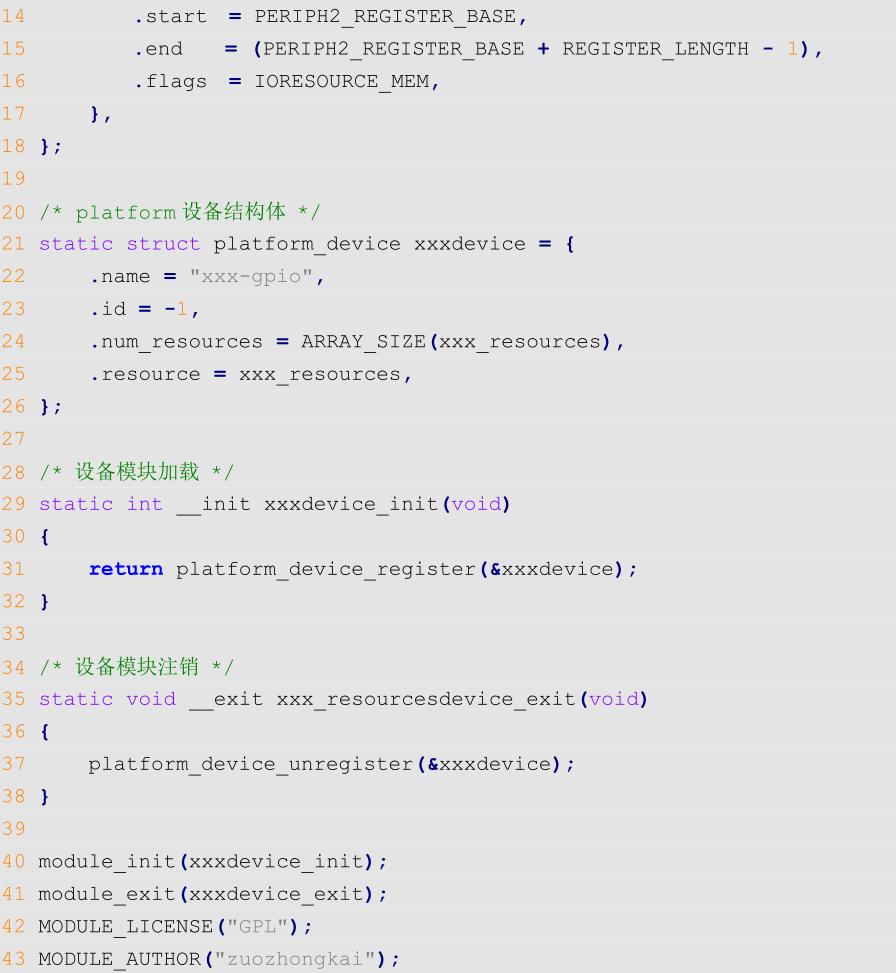 14         .start  = PERIPH2_REGISTER_BASE,
15         .end   = (PERIPH2_REGISTER_BASE + REGISTER_LENGTH - 1),
16         .flags  = IORESOURCE_MEM,
17     },
18 };
19
20 /* platform 设备结构体 */
21 static struct platform_device xxxdevice = {
22     .name = "xxx-gpio",
23     .id = -1,
24     .num_resources = ARRAY_SIZE(xxx_resources),
25     .resource = xxx_resources,
26 };
27
28 /* 设备模块加载 */
29 static int __init xxxdevice_init(void)
30 {
31     return platform_device_register(&xxxdevice);
32 }
33
34 /* 设备模块注销 */
35 static void __exit xxx_resourcesdevice_exit(void)
36 {
37     platform_device_unregister(&xxxdevice);
38 }
39
40 module_init(xxxdevice_init);
41 module_exit(xxxdevice_exit);
42 MODULE_LICENSE("GPL");
43 MODULE_AUTHOR("zuozhongkai");